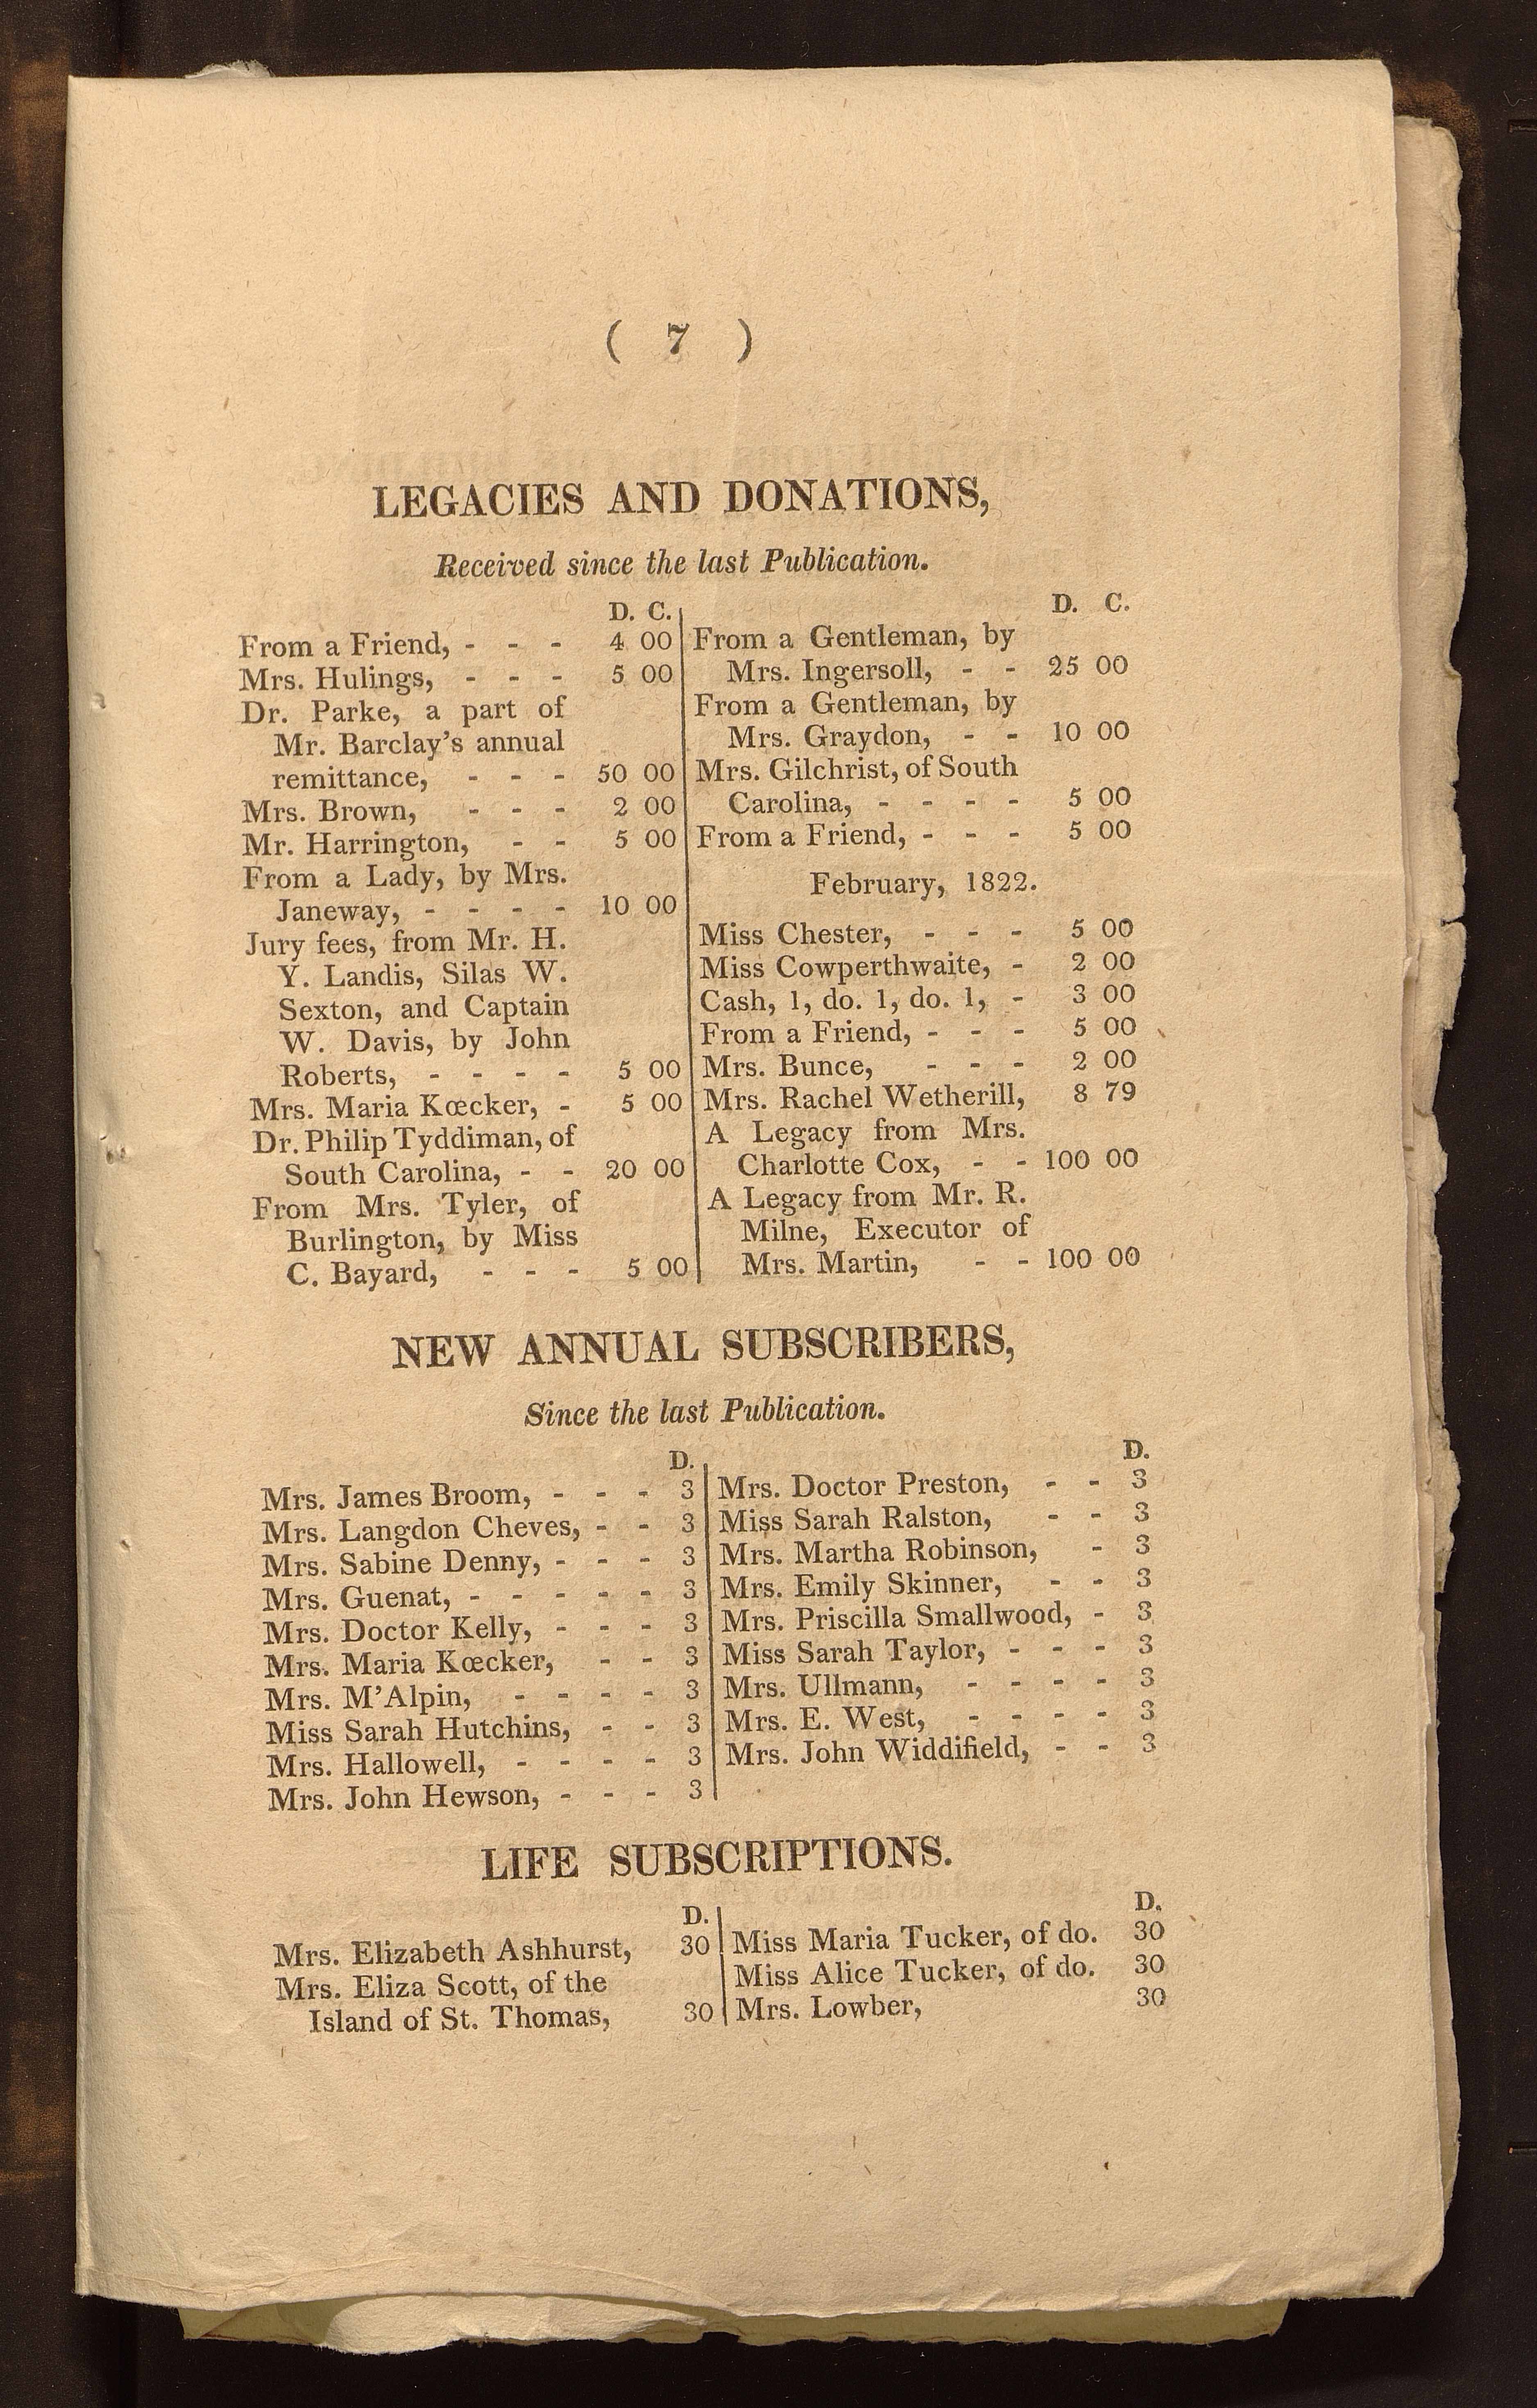 ( 7 )
LEGACIES AND DONATIONS,
Received since the last Publication.
D. C.
From a Friend, - - - 4 00
Mrs. Hulings, - - - 5 00
Dr. Parke, a part of
Mr. Barclay's annual
remittance, - - - 50 00
Mrs. Brown, - - - 2 00
Mr. Harrington, - - 5 00
From a Lady, by Mrs.
Janeway, - - - - 10 00
Jury fees, from Mr. H.
Y. Landis, Silas W.
Sexton, and Captain
W. Davis, by John
Roberts, - - - - 5 00
Mrs. Maria Kœcker, - 5 00
Dr. Philip Tyddiman, of
South Carolina, - - 20 00
From Mrs. Tyler, of
Burlington, by Miss
C. Bayard, - - - 5 00
D. C.
From a Gentleman, by
Mrs. Ingersoll, - - 25 00
From a Gentleman, by
Mrs. Graydon, - - 10 00
Mrs. Gilchrist, of South
Carolina, - - - - 5 00
From a Friend, - - - 5 00
February, 1822.
Miss Chester, - - - 5 00
Miss Cowperthwaite, - 2 00
Cash, 1, do. 1, do. 1, - 3 00
From a Friend, - - - 5 00
Mrs. Bunce, - - - 2 00
Mrs. Rachel Wetherill, 8 79
A Legacy from Mrs.
Charlotte Cox, - - 100 00
A Legacy from Mr. R.
Milne, Executor of
Mrs. Martin, - - 100 00
NEW ANNUAL SUBSCRIBERS,
Since the last Publication.
D.
Mrs. James Broom, - - - 3
Mrs. Langdon Cheves, - - 3
Mrs. Sabine Denny, - - - 3
Mrs. Guenat, - - - - - 3
Mrs. Doctor Kelly, - - - 3
Mrs. Maria Kœcker, - - 3
Mrs. M'Alpin, - - - - 3
Miss Sarah Hutchins, - - 3
Mrs. Hallowell, - - - - 3
Mrs. John Hewson, - - - 3
D.
Mrs. Doctor Preston, - - 3
Miss Sarah Ralston, - - 3
Mrs. Martha Robinson, - 3
Mrs. Emily Skinner, - - 3
Mrs. Priscilla Smallwood, - 3
Miss Sarah Taylor, - - - 3
Mrs. Ullmann, - - - - 3
Mrs. E. West, - - - - 3
Mrs. John Widdifield, - - 3
LIFE SUBSCRIPTIONS.
D.
Mrs. Elizabeth Ashhurst, 30
Mrs. Eliza Scott, of the
Island of St. Thomas, 30
D.
Miss Maria Tucker, of do. 30
Miss Alice Tucker, of do. 30
Mrs. Lowber, 30